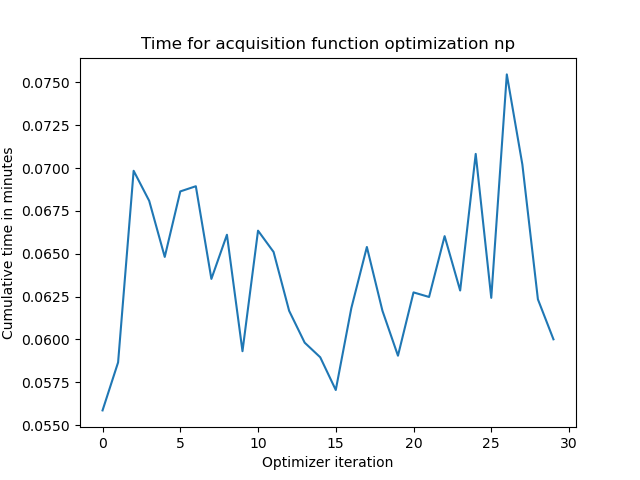 Time for acquisition function optimization np
Cumulative time in minutes
0.0750
0.0725
0.0700
0.0675
0.0650
0.0625
0.0600
0.0575
0.0550
0 5 10 15 20 25 30
Optimizer iteration